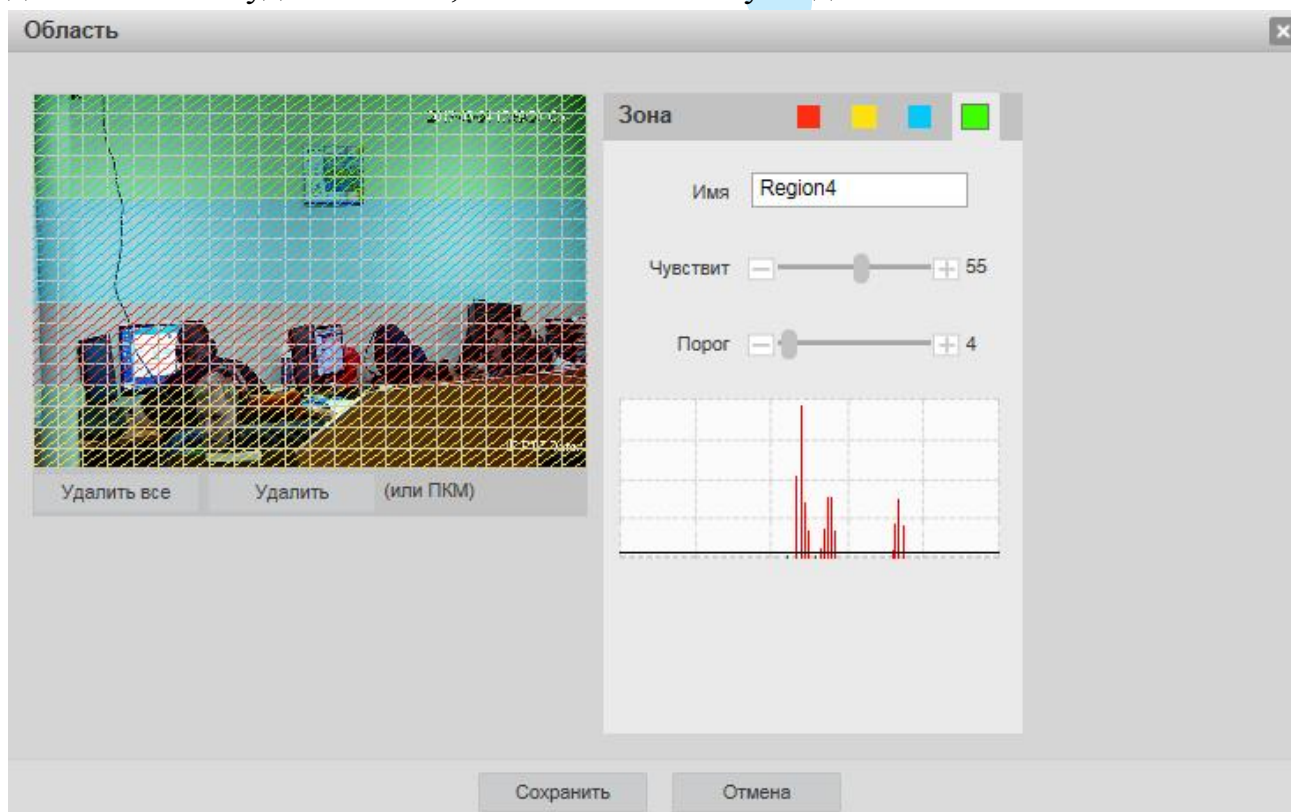 Область
Зона
Имя
Region4
Чувствит
55
Порог
4
Удалить все
Удалить
(или ПКМ)
Сохранить
Отмена